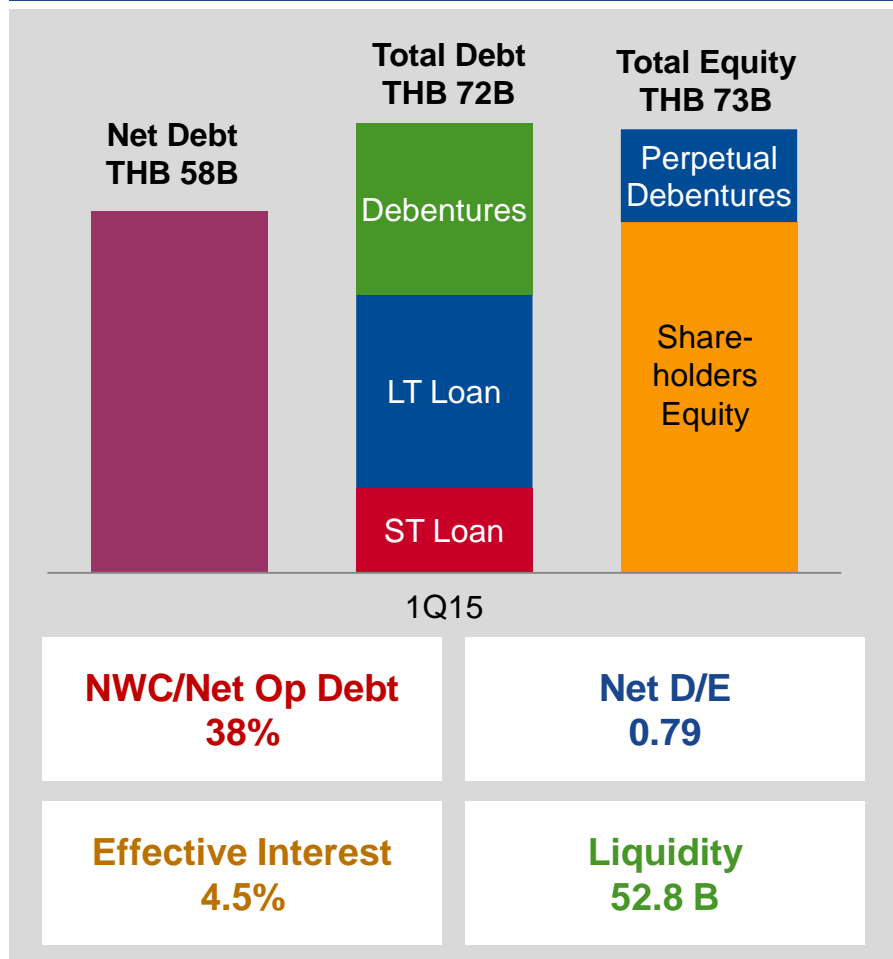 Net Debt
THB 58B
Total Debt
THB 72B
Total Equity
THB 73B
Debentures
LT Loan
ST Loan
Perpetual
Debentures
Share-
holders
Equity
1Q15
NWC/Net Op Debt
38%
Net D/E
0.79
Effective Interest
4.5%
Liquidity
52.8 B